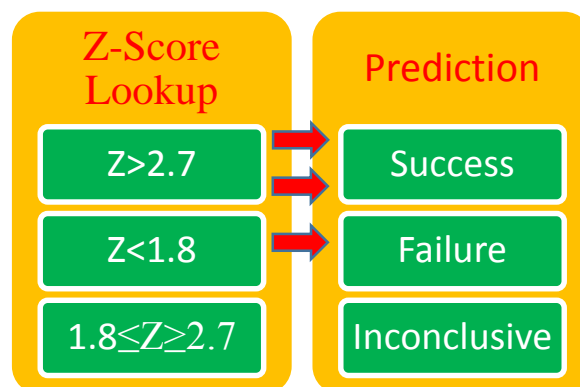 Z-Score
Lookup
Z>2.7
Z<1.8
1.8≤Z≥2.7
Prediction
Success
Failure
Inconclusive